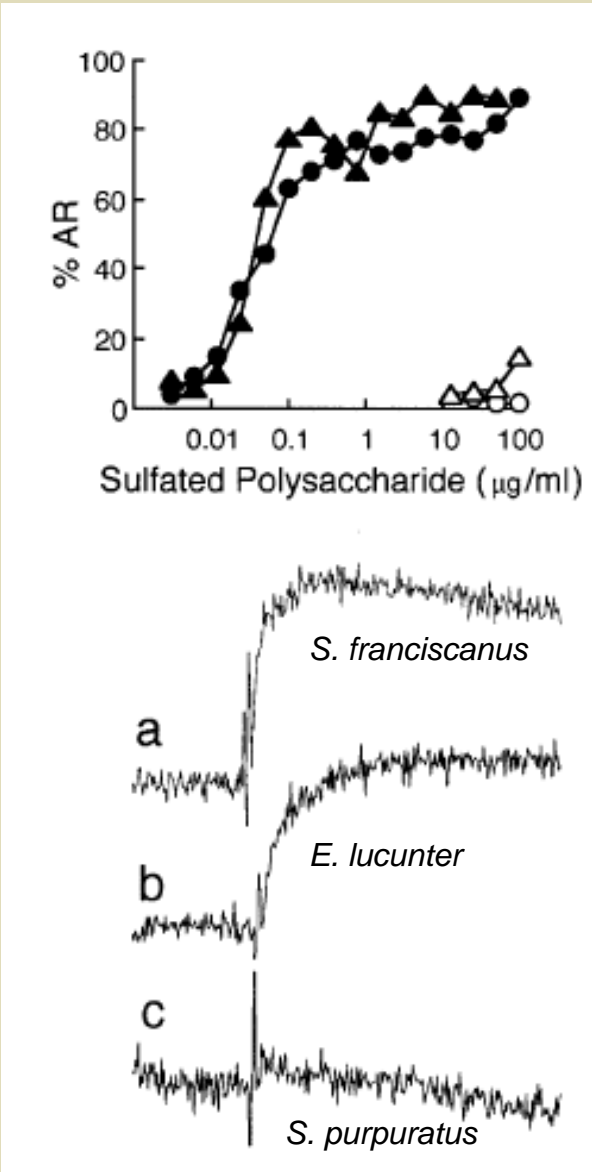 100
80
60
40
20
0
% AR
0.01 0.1 1 10 100
Sulfated Polysaccharide (μg/ml)
S. franciscanus
a
E. lucunter
b
c
S. purpuratus